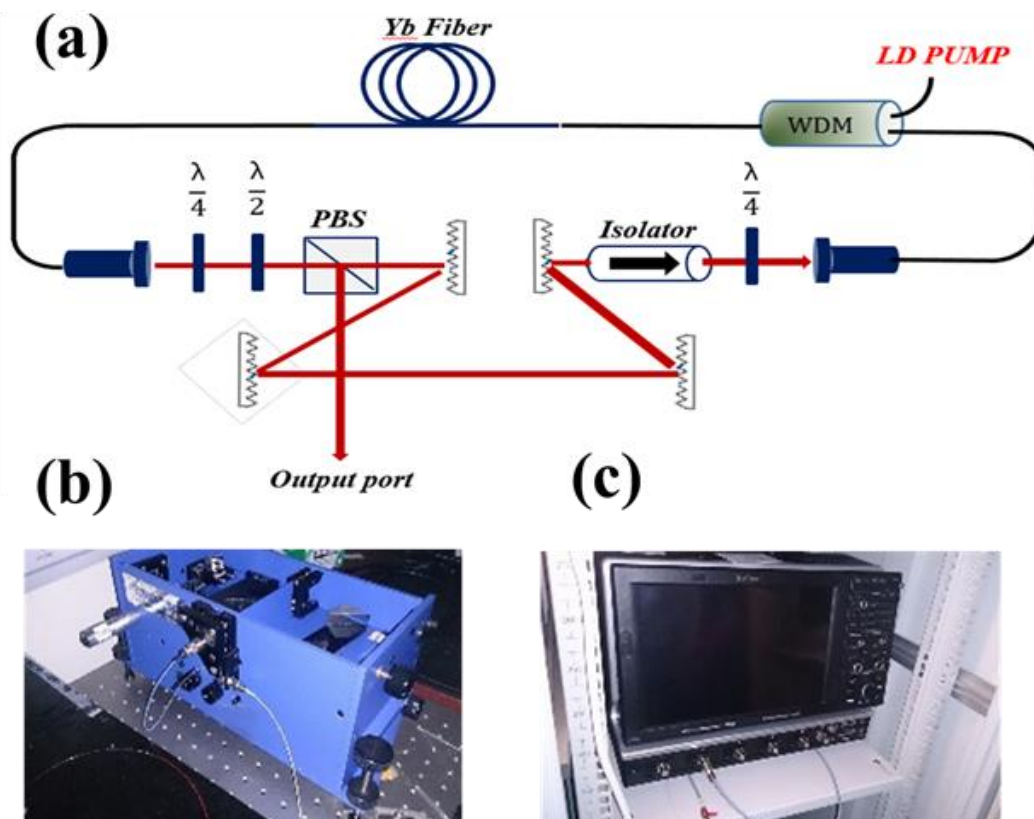 (a)
Yb Fiber
LD PUMP
WDM
λ
4
λ
2
PBS
Isolator
λ
4
Output port
(b)
(c)